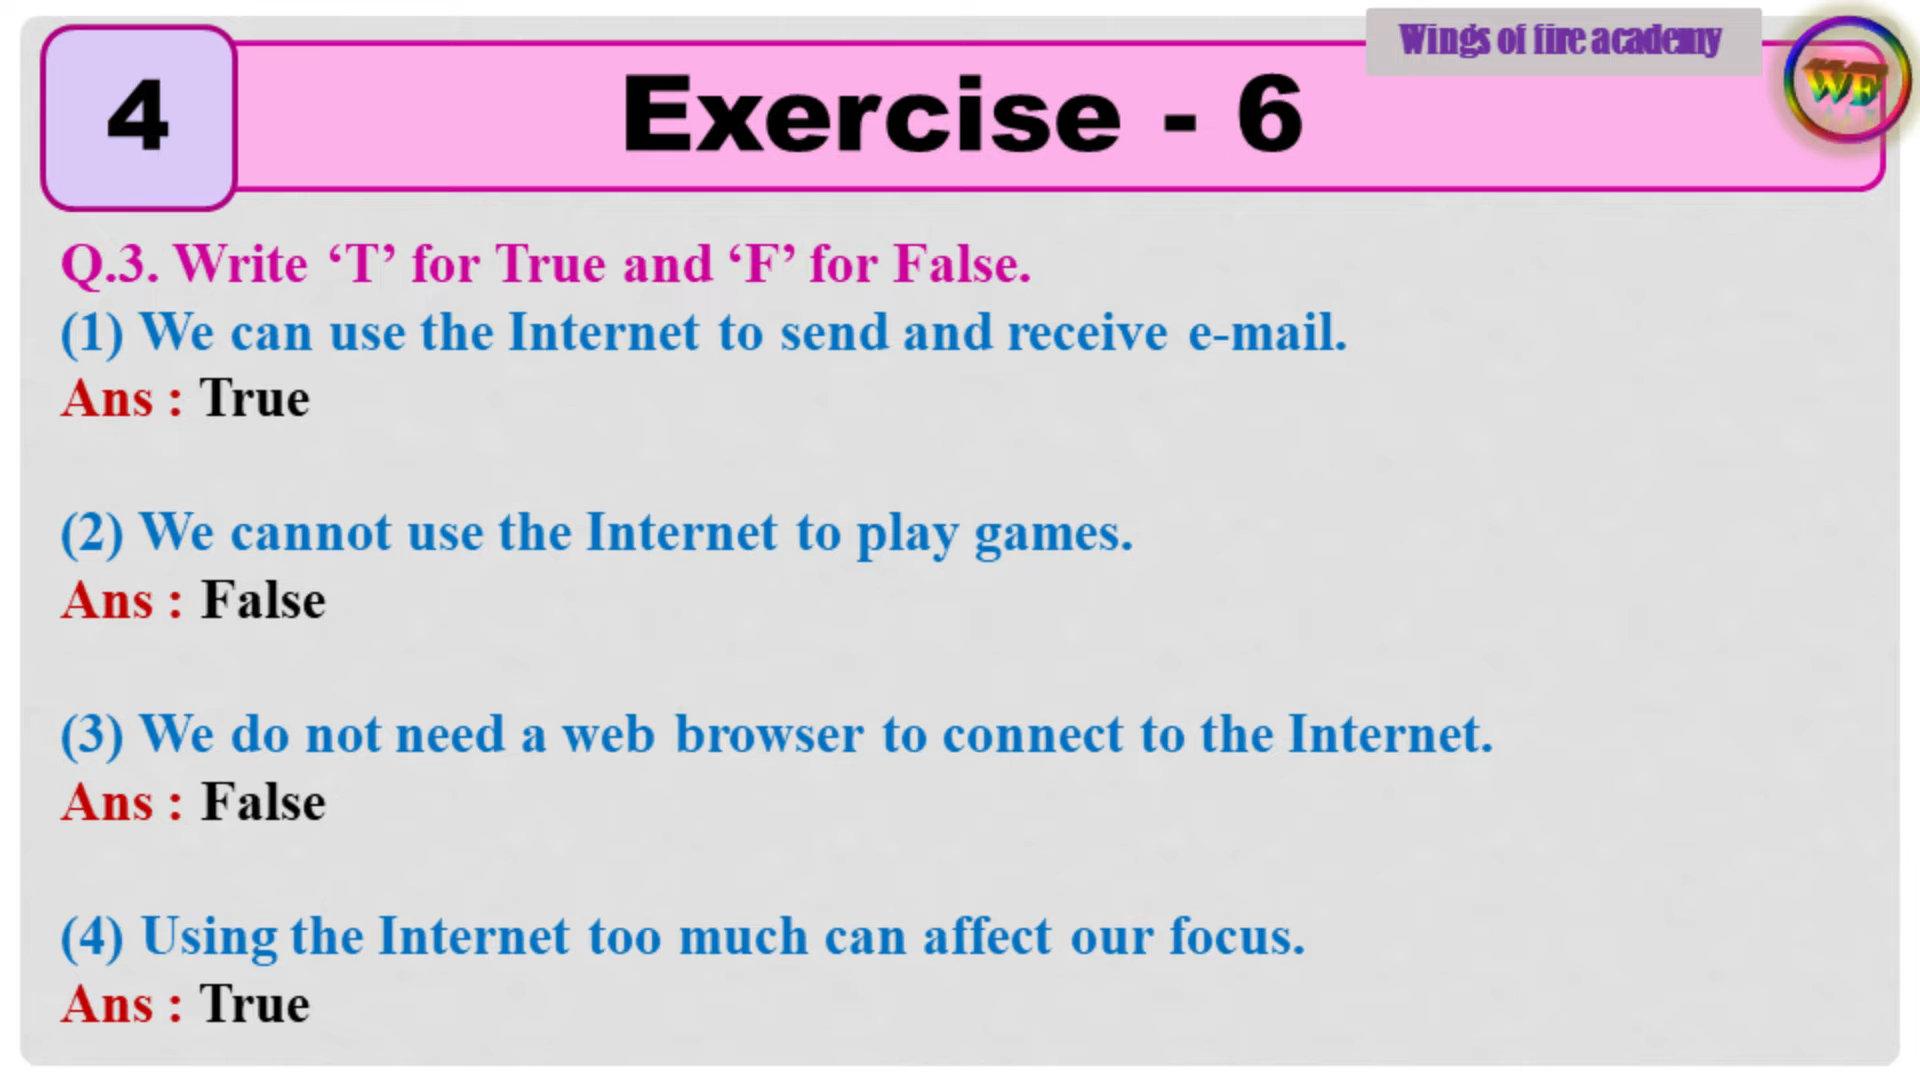 Wings of fire academy
WE
4
Exercise - 6
Q.3. Write ‘T’ for True and ‘F’ for False.
(1) We can use the Internet to send and receive e-mail.
Ans : True
(2) We cannot use the Internet to play games.
Ans : False
(3) We do not need a web browser to connect to the Internet.
Ans : False
(4) Using the Internet too much can affect our focus.
Ans : True